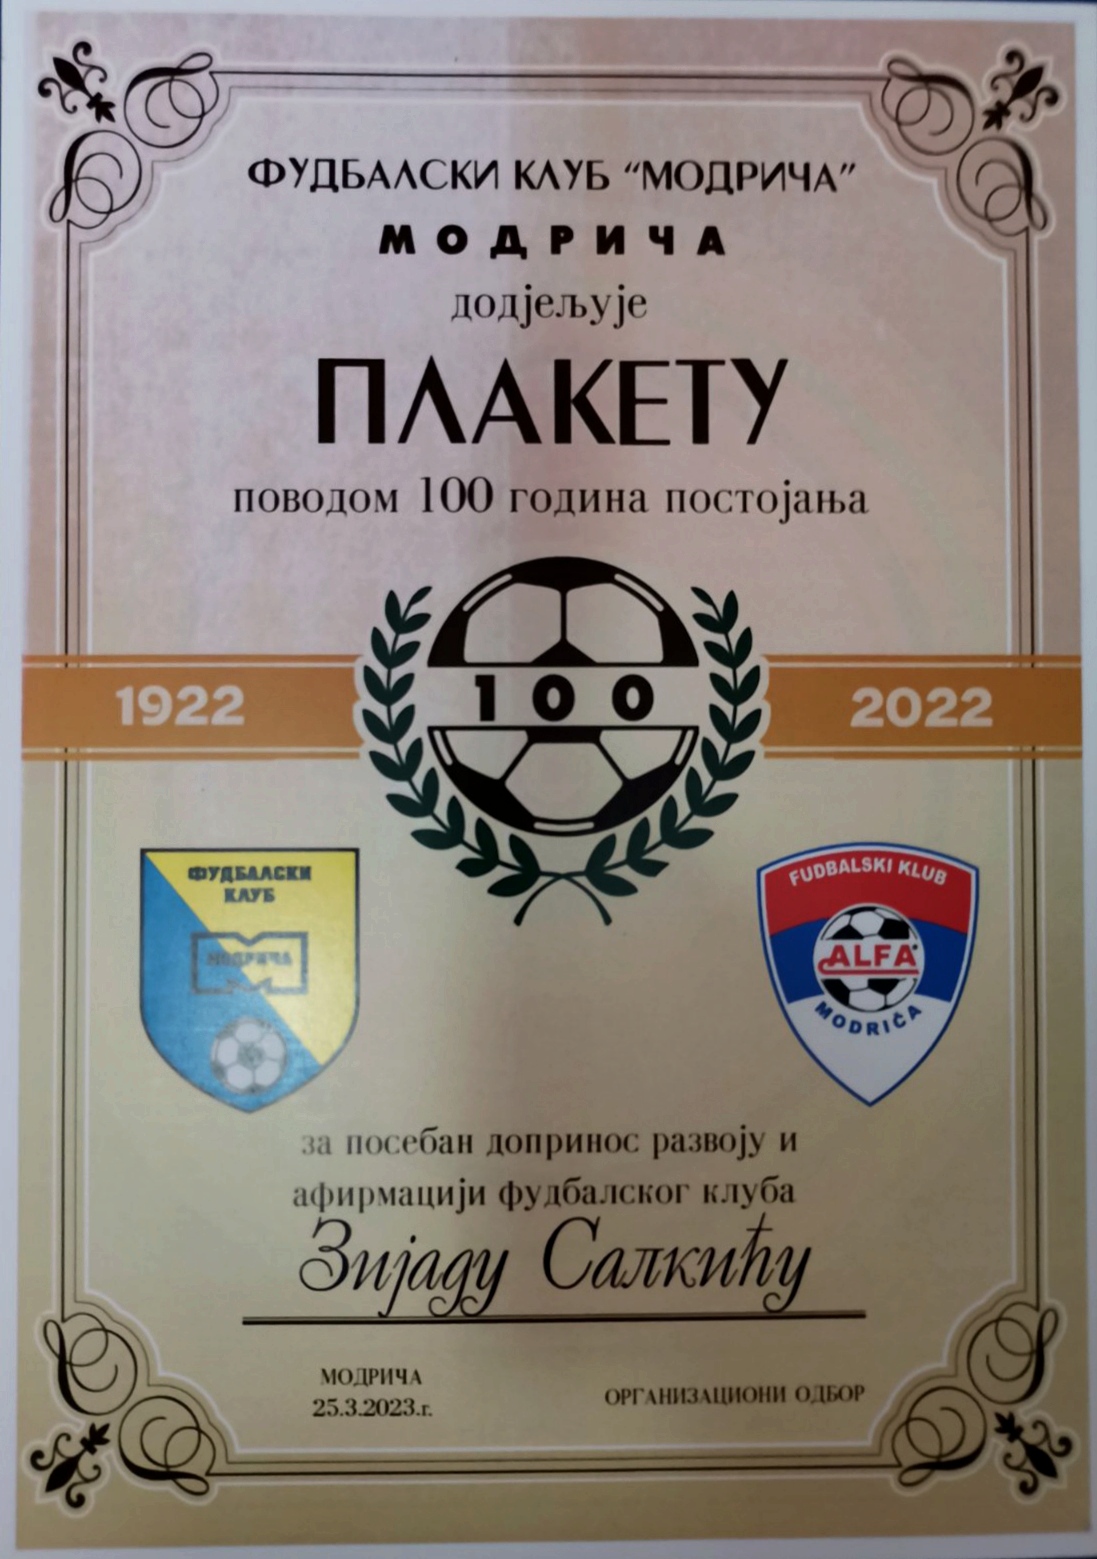 ФУДБАЛСКИ КЛУБ "МОДРИЧА"
МОДРИЧА
додјељује
ПЛАКЕТУ
поводом 100 година постојања
1922
100
2022
ФУДБАЛСКИ
КЛУБ
МОДРИЧА
FUDBALSKI KLUB
ALFA
MODRIČA
за посебан допринос развоју и
афирмацији фудбалског клуба
Зијаду Салкићу
МОДРИЧА
25.3.2023.г.
ОРГАНИЗАЦИОНИ ОДБОР